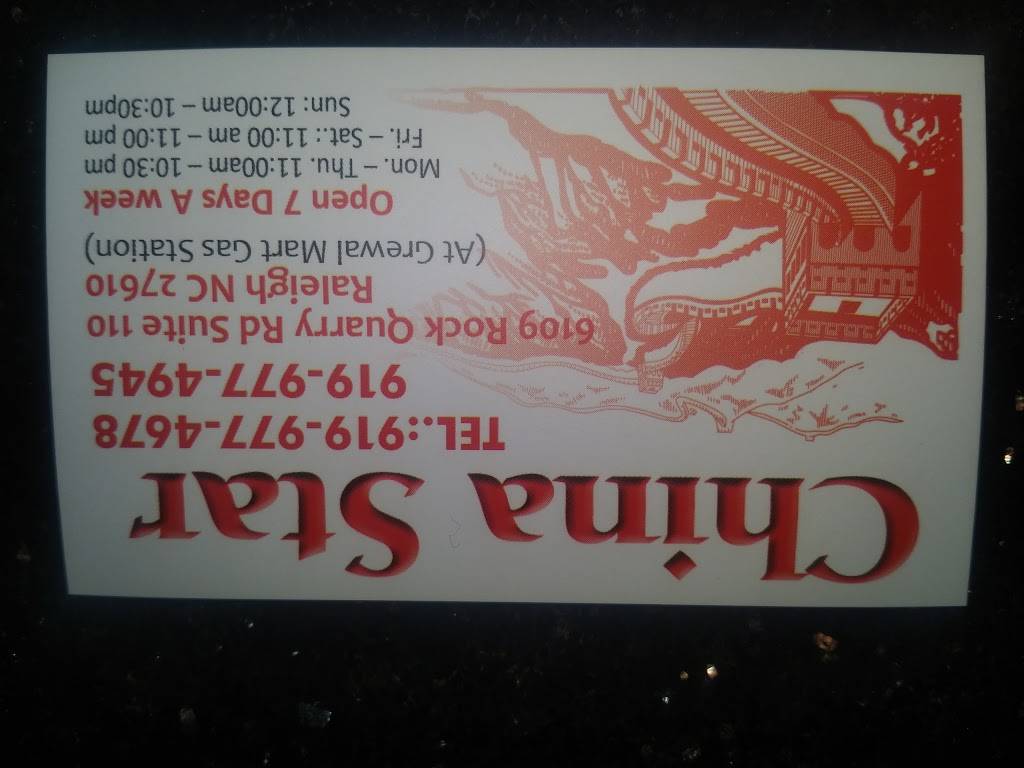 China Star
TEL.:919-977-4678
919-977-4945
6109 Rock Quarry Rd Suite 110
Raleigh NC 27610
(At Grewal Mart Gas Station)
Open 7 Days A week
Mon. – Thu. 11:00am – 10:30 pm
Fri. – Sat.: 11:00 am – 11:00 pm
Sun: 12:00am – 10:30pm